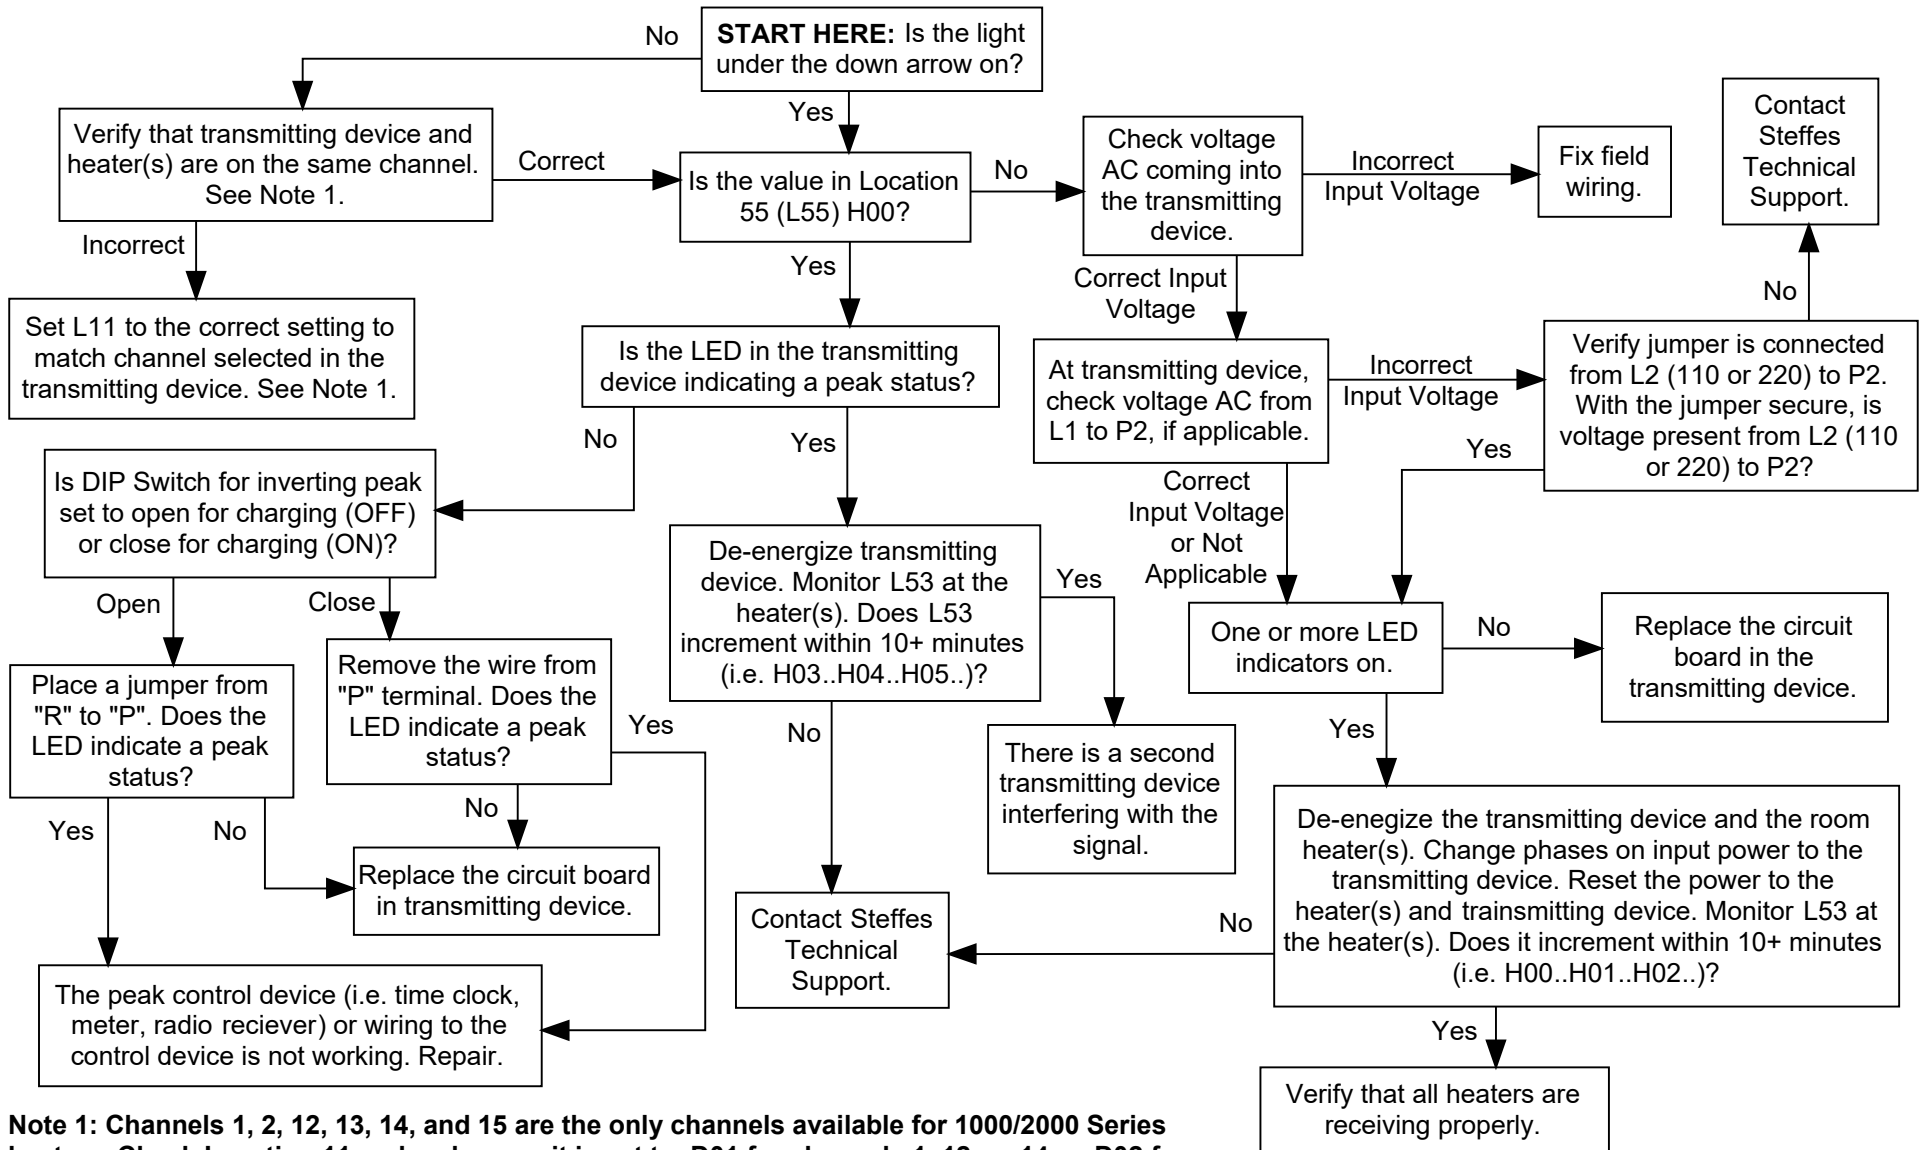 START HERE: Is the light
under the down arrow on?
No
Yes
Verify that transmitting device and
heater(s) are on the same channel.
See Note 1.
Correct
Incorrect
Set L11 to the correct setting to
match channel selected in the
transmitting device. See Note 1.
Is the value in Location
55 (L55) H00?
No
Yes
Check voltage
AC coming into
the transmitting
device.
Incorrect
Input Voltage
Fix field
wiring.
Correct Input
Voltage
Contact
Steffes
Technical
Support.
No
Is the LED in the transmitting
device indicating a peak status?
No
Yes
At transmitting device,
check voltage AC from
L1 to P2, if applicable.
Incorrect
Input Voltage
Verify jumper is connected
from L2 (110 or 220) to P2.
With the jumper secure, is
voltage present from L2 (110
or 220) to P2?
Yes
Correct
Input Voltage
or Not
Applicable
Is DIP Switch for inverting peak
set to open for charging (OFF)
or close for charging (ON)?
Open
Close
De-energize transmitting
device. Monitor L53 at the
heater(s). Does L53
increment within 10+ minutes
(i.e. H03..H04..H05..)?
Yes
No
One or more LED
indicators on.
No
Yes
Replace the circuit
board in the
transmitting device.
Place a jumper from
"R" to "P". Does the
LED indicate a peak
status?
Yes
No
Remove the wire from
"P" terminal. Does the
LED indicate a peak
status?
Yes
No
There is a second
transmitting device
interfering with the
signal.
Replace the circuit board
in transmitting device.
De-enegize the transmitting device and the room
heater(s). Change phases on input power to the
transmitting device. Reset the power to the
heater(s) and trainsmitting device. Monitor L53 at
the heater(s). Does it increment within 10+ minutes
(i.e. H00..H01..H02..)?
No
Yes
Contact Steffes
Technical
Support.
The peak control device (i.e. time clock,
meter, radio reciever) or wiring to the
control device is not working. Repair.
Verify that all heaters are
receiving properly.
Note 1: Channels 1, 2, 12, 13, 14, and 15 are the only channels available for 1000/2000 Series